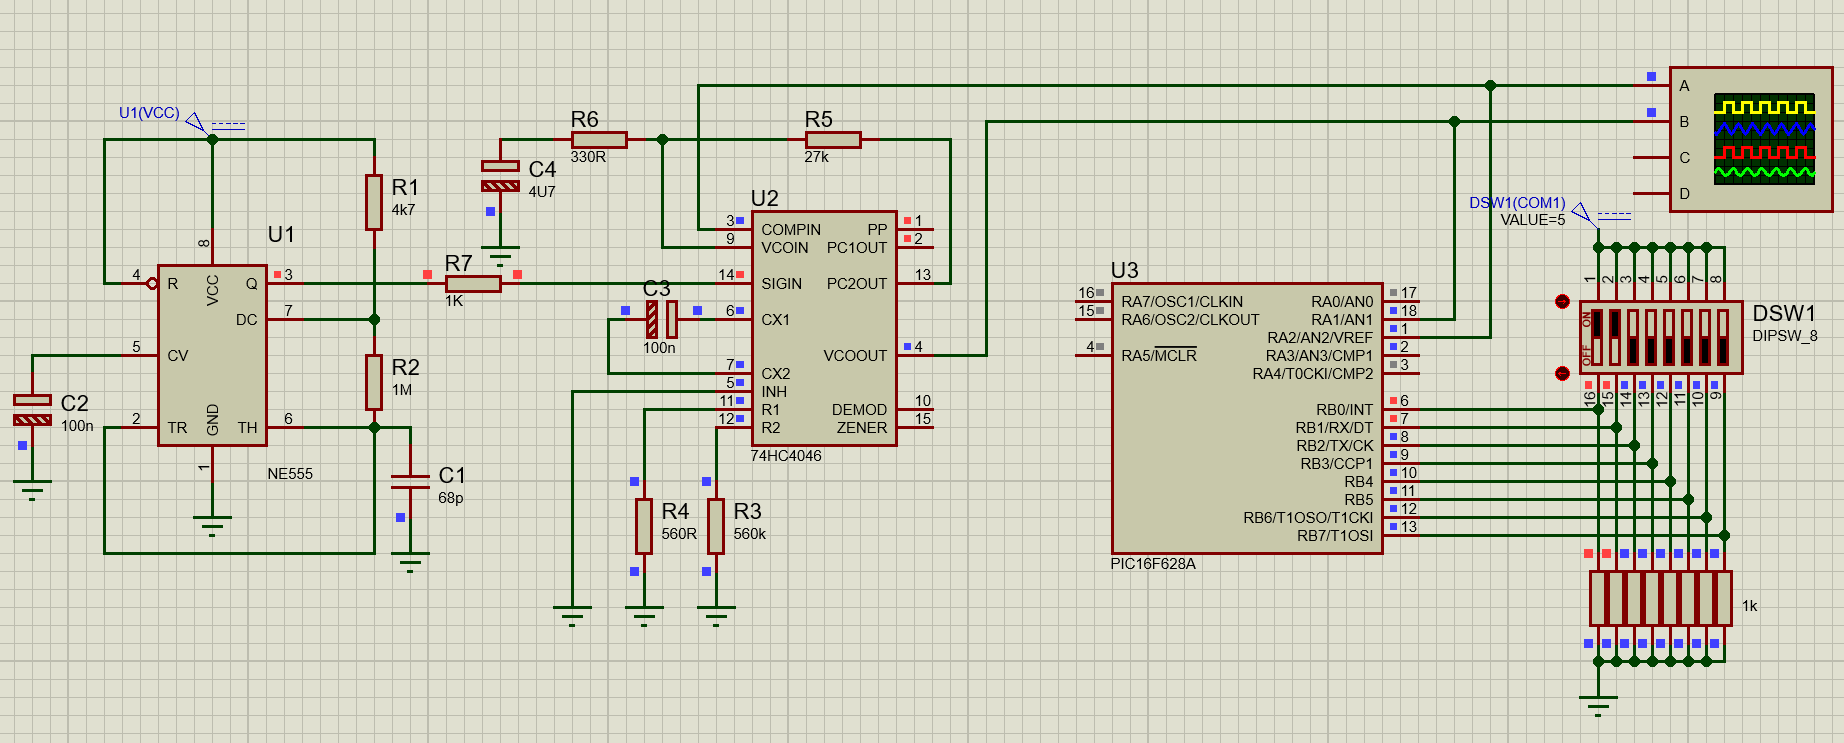 U1(VCC)
R1
4k7
U1
8
VCC
4
R
Q
3
DC
7
5
CV
2
TR
GND
TH
6
1
NE555
C2
100n
R2
1M
C1
68p
R7
1K
R6
330R
C4
4U7
R5
27k
C3
100n
U2
3
COMPIN
PP
1
9
VCOIN
PC1OUT
2
14
SIGIN
PC2OUT
13
6
CX1
VCOOUT
4
7
CX2
5
INH
11
R1
DEMOD
10
12
R2
ZENER
15
74HC4046
R4
560R
R3
560k
U3
16
RA7/OSC1/CLKIN
RA0/AN0
17
15
RA6/OSC2/CLKOUT
RA1/AN1
18
RA2/AN2/VREF
1
4
RA5/MCLR
RA3/AN3/CMP1
2
RA4/T0CKI/CMP2
3
RB0/INT
6
RB1/RX/DT
7
RB2/TX/CK
8
RB3/CCP1
9
RB4
10
RB5
11
RB6/T1OSO/T1CKI
12
RB7/T1OSI
13
PIC16F628A
A
B
C
D
DSW1(COM1)
VALUE=5
1 2 3 4 5 6 7 8
ON
OFF
DSW1
DIPSW_8
16 15 14 13 12 11 10 9
1k